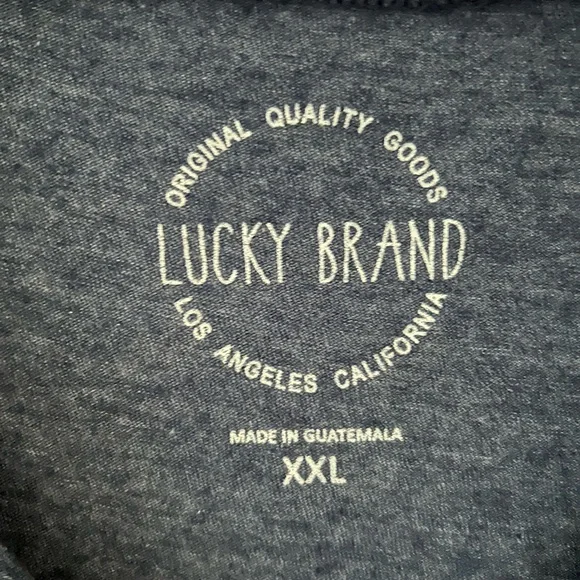 ORIGINAL QUALITY GOODS
LUCKY BRAND
LOS ANGELES CALIFORNIA
MADE IN GUATEMALA
XXL